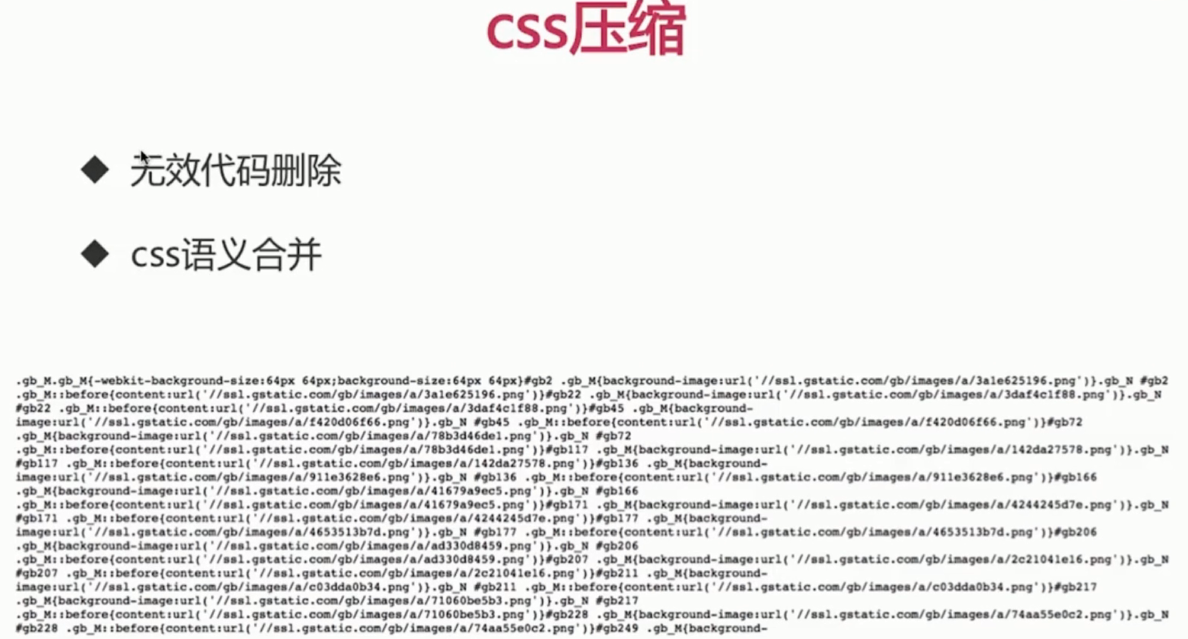 css压缩
无效代码删除
css语义合并
.gb_M.gb_M{-webkit-background-size:64px 64px;background-size:64px 64px}#gb2 .gb_M{background-image:url('//ssl.gstatic.com/gb/images/a/3a1e625196.png')}.gb_N #gb2
.gb_M::before{content:url('//ssl.gstatic.com/gb/images/a/3a1e625196.png')}#gb22 .gb_M{background-image:url('//ssl.gstatic.com/gb/images/a/3daf4c1f88.png')}.gb_N
#gb22 .gb_M::before{content:url('//ssl.gstatic.com/gb/images/a/3daf4c1f88.png')}#gb45 .gb_M{background-
image:url('//ssl.gstatic.com/gb/images/a/f420d06f66.png')}.gb_N #gb45 .gb_M::before{content:url('//ssl.gstatic.com/gb/images/a/f420d06f66.png')}#gb72
.gb_M{background-image:url('//ssl.gstatic.com/gb/images/a/78b3d46de1.png')}.gb_N #gb72
.gb_M::before{content:url('//ssl.gstatic.com/gb/images/a/78b3d46de1.png')}#gb117 .gb_M{background-image:url('//ssl.gstatic.com/gb/images/a/142da27578.png')}.gb_N
#gb117 .gb_M::before{content:url('//ssl.gstatic.com/gb/images/a/142da27578.png')}#gb136 .gb_M{background-
image:url('//ssl.gstatic.com/gb/images/a/911e3628e6.png')}.gb_N #gb136 .gb_M::before{content:url('//ssl.gstatic.com/gb/images/a/911e3628e6.png')}#gb166
.gb_M{background-image:url('//ssl.gstatic.com/gb/images/a/41679a9ec5.png')}.gb_N #gb166
.gb_M::before{content:url('//ssl.gstatic.com/gb/images/a/41679a9ec5.png')}#gb171 .gb_M{background-image:url('//ssl.gstatic.com/gb/images/a/4244245d7e.png')}.gb_N
#gb171 .gb_M::before{content:url('//ssl.gstatic.com/gb/images/a/4244245d7e.png')}#gb177 .gb_M{background-
image:url('//ssl.gstatic.com/gb/images/a/4653513b7d.png')}.gb_N #gb177 .gb_M::before{content:url('//ssl.gstatic.com/gb/images/a/4653513b7d.png')}#gb206
.gb_M{background-image:url('//ssl.gstatic.com/gb/images/a/ad330d8459.png')}.gb_N #gb206
.gb_M::before{content:url('//ssl.gstatic.com/gb/images/a/ad330d8459.png')}#gb207 .gb_M{background-image:url('//ssl.gstatic.com/gb/images/a/2c21041e16.png')}.gb_N
#gb207 .gb_M::before{content:url('//ssl.gstatic.com/gb/images/a/2c21041e16.png')}#gb211 .gb_M{background-
image:url('//ssl.gstatic.com/gb/images/a/c03dda0b34.png')}.gb_N #gb211 .gb_M::before{content:url('//ssl.gstatic.com/gb/images/a/c03dda0b34.png')}#gb217
.gb_M{background-image:url('//ssl.gstatic.com/gb/images/a/71060be5b3.png')}.gb_N #gb217
.gb_M::before{content:url('//ssl.gstatic.com/gb/images/a/71060be5b3.png')}#gb228 .gb_M{background-image:url('//ssl.gstatic.com/gb/images/a/74aa55e0c2.png')}.gb_N
#gb228 .gb_M::before{content:url('//ssl.gstatic.com/gb/images/a/74aa55e0c2.png')}#gb249 .gb_M{background-